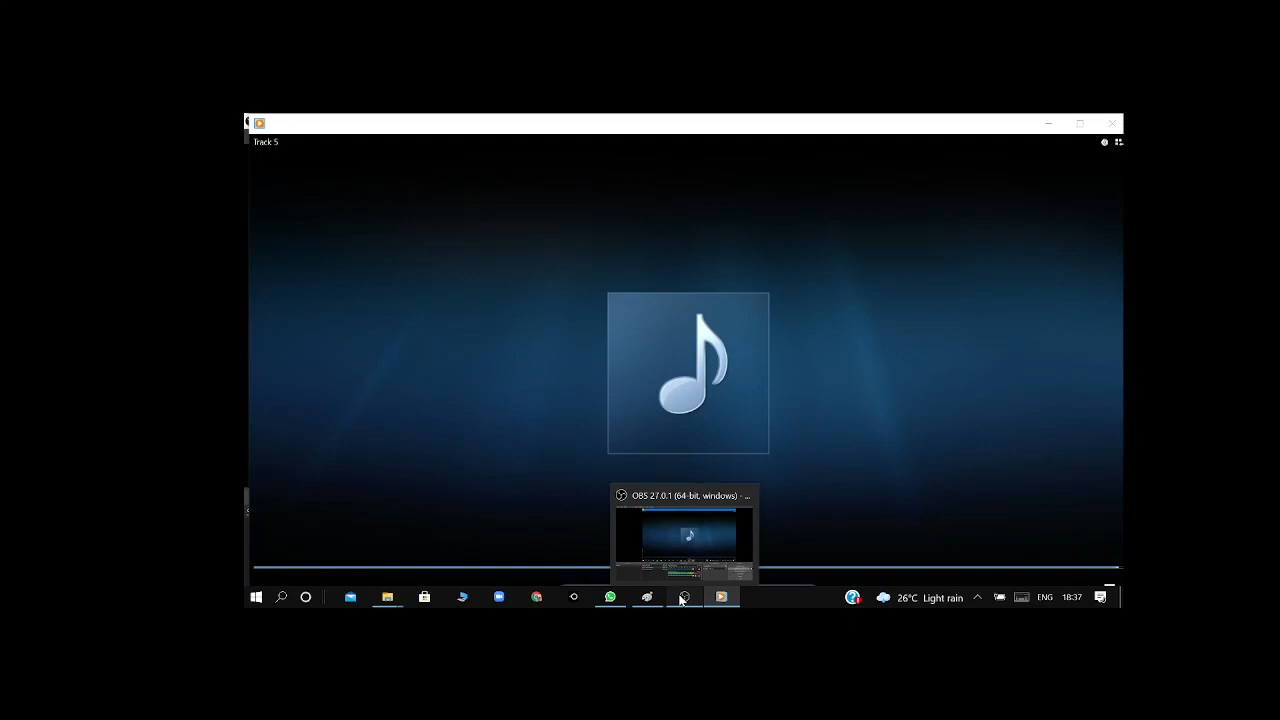 Track 5
OBS 27.0.1 (64-bit, windows) - ...
26°C Light rain
ENG
18:37